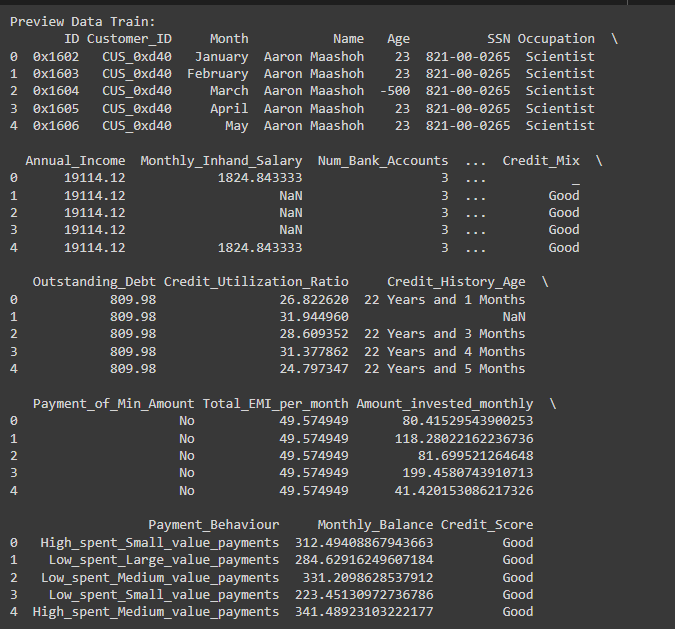 Preview Data Train:
ID Customer_ID Month Name Age SSN Occupation \
0 0x1602 CUS_0xd40 January Aaron Maashoh 23 821-00-0265 Scientist
1 0x1603 CUS_0xd40 February Aaron Maashoh 23 821-00-0265 Scientist
2 0x1604 CUS_0xd40 March Aaron Maashoh -500 821-00-0265 Scientist
3 0x1605 CUS_0xd40 April Aaron Maashoh 23 821-00-0265 Scientist
4 0x1606 CUS_0xd40 May Aaron Maashoh 23 821-00-0265 Scientist
Annual_Income Monthly_Inhand_Salary Num_Bank_Accounts ... Credit_Mix \
0 19114.12 1824.843333 3 ... _
1 19114.12 NaN 3 ... Good
2 19114.12 NaN 3 ... Good
3 19114.12 NaN 3 ... Good
4 19114.12 1824.843333 3 ... Good
Outstanding_Debt Credit_Utilization_Ratio Credit_History_Age \
0 809.98 26.822620 22 Years and 1 Months
1 809.98 31.944960 NaN
2 809.98 28.609352 22 Years and 3 Months
3 809.98 31.377862 22 Years and 4 Months
4 809.98 24.797347 22 Years and 5 Months
Payment_of_Min_Amount Total_EMI_per_month Amount_invested_monthly \
0 No 49.574949 80.41529543900253
1 No 49.574949 118.28022162236736
2 No 49.574949 81.699521264648
3 No 49.574949 199.4580743910713
4 No 49.574949 41.420153086217326
Payment_Behaviour Monthly_Balance Credit_Score
0 High_spent_Small_value_payments 312.49408867943663 Good
1 Low_spent_Large_value_payments 284.62916249607184 Good
2 Low_spent_Medium_value_payments 331.2098628537912 Good
3 Low_spent_Small_value_payments 223.45130972736786 Good
4 High_spent_Medium_value_payments 341.48923103222177 Good